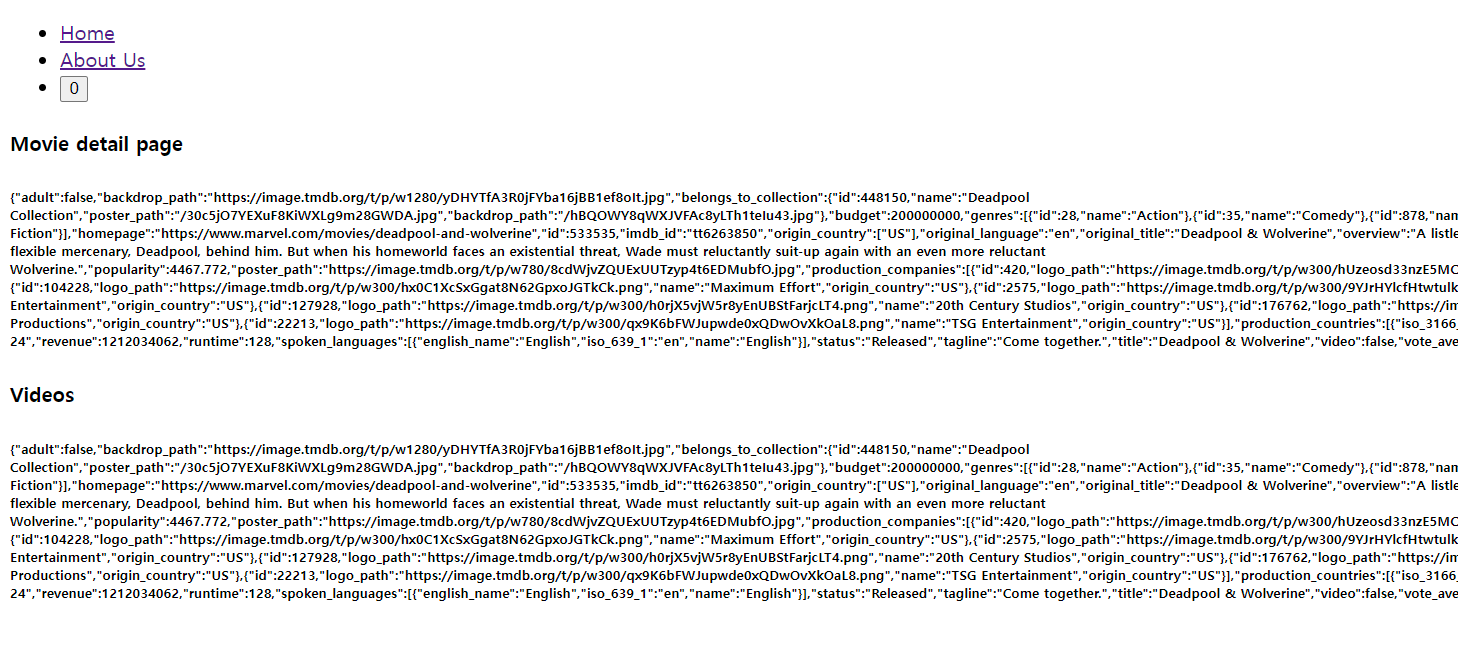 Home
About Us
0
Movie detail page
{"adult":false,"backdrop_path":"https://image.tmdb.org/t/p/w1280/yDHYTfA3R0jFYba16jBB1ef8oIt.jpg","belongs_to_collection":{"id":448150,"name":"Deadpool
Collection","poster_path":"/30c5jO7YEXuF8KiWXLg9m28GWDA.jpg","backdrop_path":"/hBQOWY8qWXJVFAc8yLTh1teIu43.jpg"},"budget":200000000,"genres":[{"id":28,"name":"Action"},{"id":35,"name":"Comedy"},{"id":878,"nam
Fiction"}],"homepage":"https://www.marvel.com/movies/deadpool-and-wolverine","id":533535,"imdb_id":"tt6263850","origin_country":["US"],"original_language":"en","original_title":"Deadpool & Wolverine","overview":"A listle
flexible mercenary, Deadpool, behind him. But when his homeworld faces an existential threat, Wade must reluctantly suit-up again with an even more reluctant
Wolverine.","popularity":4467.772,"poster_path":"https://image.tmdb.org/t/p/w780/8cdWjvZQUExUUTzyp4t6EDMubfO.jpg","production_companies":[{"id":420,"logo_path":"https://image.tmdb.org/t/p/w300/hUzeosd33nzE5MC
{"id":104228,"logo_path":"https://image.tmdb.org/t/p/w300/hx0C1XcSxGgat8N62GpxoJGTkCk.png","name":"Maximum Effort","origin_country":"US"},{"id":2575,"logo_path":"https://image.tmdb.org/t/p/w300/9YJrHYlcfHtwtulk
Entertainment","origin_country":"US"},{"id":127928,"logo_path":"https://image.tmdb.org/t/p/w300/h0rjX5vjW5r8yEnUBStFarjcLT4.png","name":"20th Century Studios","origin_country":"US"},{"id":176762,"logo_path":"https://im
Productions","origin_country":"US"},{"id":22213,"logo_path":"https://image.tmdb.org/t/p/w300/qx9K6bFWJupwde0xQDwOvXkOaL8.png","name":"TSG Entertainment","origin_country":"US"}],"production_countries":[{"iso_3166_
24","revenue":1212034062,"runtime":128,"spoken_languages":[{"english_name":"English","iso_639_1":"en","name":"English"}],"status":"Released","tagline":"Come together.","title":"Deadpool & Wolverine","video":false,"vote_ave
Videos
{"adult":false,"backdrop_path":"https://image.tmdb.org/t/p/w1280/yDHYTfA3R0jFYba16jBB1ef8oIt.jpg","belongs_to_collection":{"id":448150,"name":"Deadpool
Collection","poster_path":"/30c5jO7YEXuF8KiWXLg9m28GWDA.jpg","backdrop_path":"/hBQOWY8qWXJVFAc8yLTh1teIu43.jpg"},"budget":200000000,"genres":[{"id":28,"name":"Action"},{"id":35,"name":"Comedy"},{"id":878,"nam
Fiction"}],"homepage":"https://www.marvel.com/movies/deadpool-and-wolverine","id":533535,"imdb_id":"tt6263850","origin_country":["US"],"original_language":"en","original_title":"Deadpool & Wolverine","overview":"A listle
flexible mercenary, Deadpool, behind him. But when his homeworld faces an existential threat, Wade must reluctantly suit-up again with an even more reluctant
Wolverine.","popularity":4467.772,"poster_path":"https://image.tmdb.org/t/p/w780/8cdWjvZQUExUUTzyp4t6EDMubfO.jpg","production_companies":[{"id":420,"logo_path":"https://image.tmdb.org/t/p/w300/hUzeosd33nzE5MC
{"id":104228,"logo_path":"https://image.tmdb.org/t/p/w300/hx0C1XcSxGgat8N62GpxoJGTkCk.png","name":"Maximum Effort","origin_country":"US"},{"id":2575,"logo_path":"https://image.tmdb.org/t/p/w300/9YJrHYlcfHtwtulk
Entertainment","origin_country":"US"},{"id":127928,"logo_path":"https://image.tmdb.org/t/p/w300/h0rjX5vjW5r8yEnUBStFarjcLT4.png","name":"20th Century Studios","origin_country":"US"},{"id":176762,"logo_path":"https://im
Productions","origin_country":"US"},{"id":22213,"logo_path":"https://image.tmdb.org/t/p/w300/qx9K6bFWJupwde0xQDwOvXkOaL8.png","name":"TSG Entertainment","origin_country":"US"}],"production_countries":[{"iso_3166_
24","revenue":1212034062,"runtime":128,"spoken_languages":[{"english_name":"English","iso_639_1":"en","name":"English"}],"status":"Released","tagline":"Come together.","title":"Deadpool & Wolverine","video":false,"vote_ave